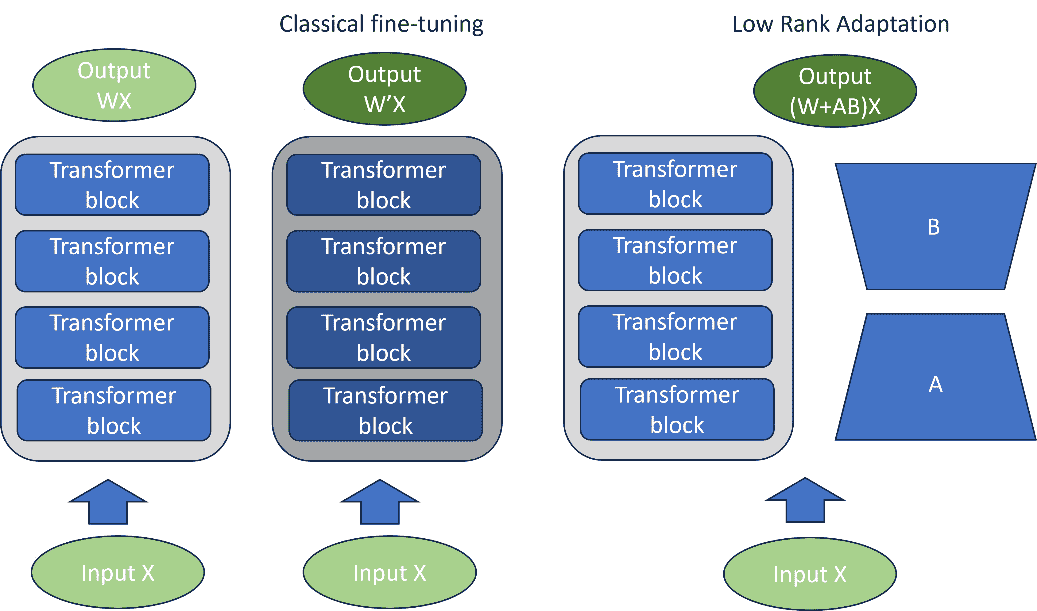 Classical fine-tuning
Low Rank Adaptation
Output
WX
Output
W’X
Output
(W+AB)X
Transformer
block
Transformer
block
Transformer
block
Transformer
block
Transformer
block
Transformer
block
Transformer
block
Transformer
block
Transformer
block
Transformer
block
Transformer
block
Transformer
block
B
A
Input X
Input X
Input X